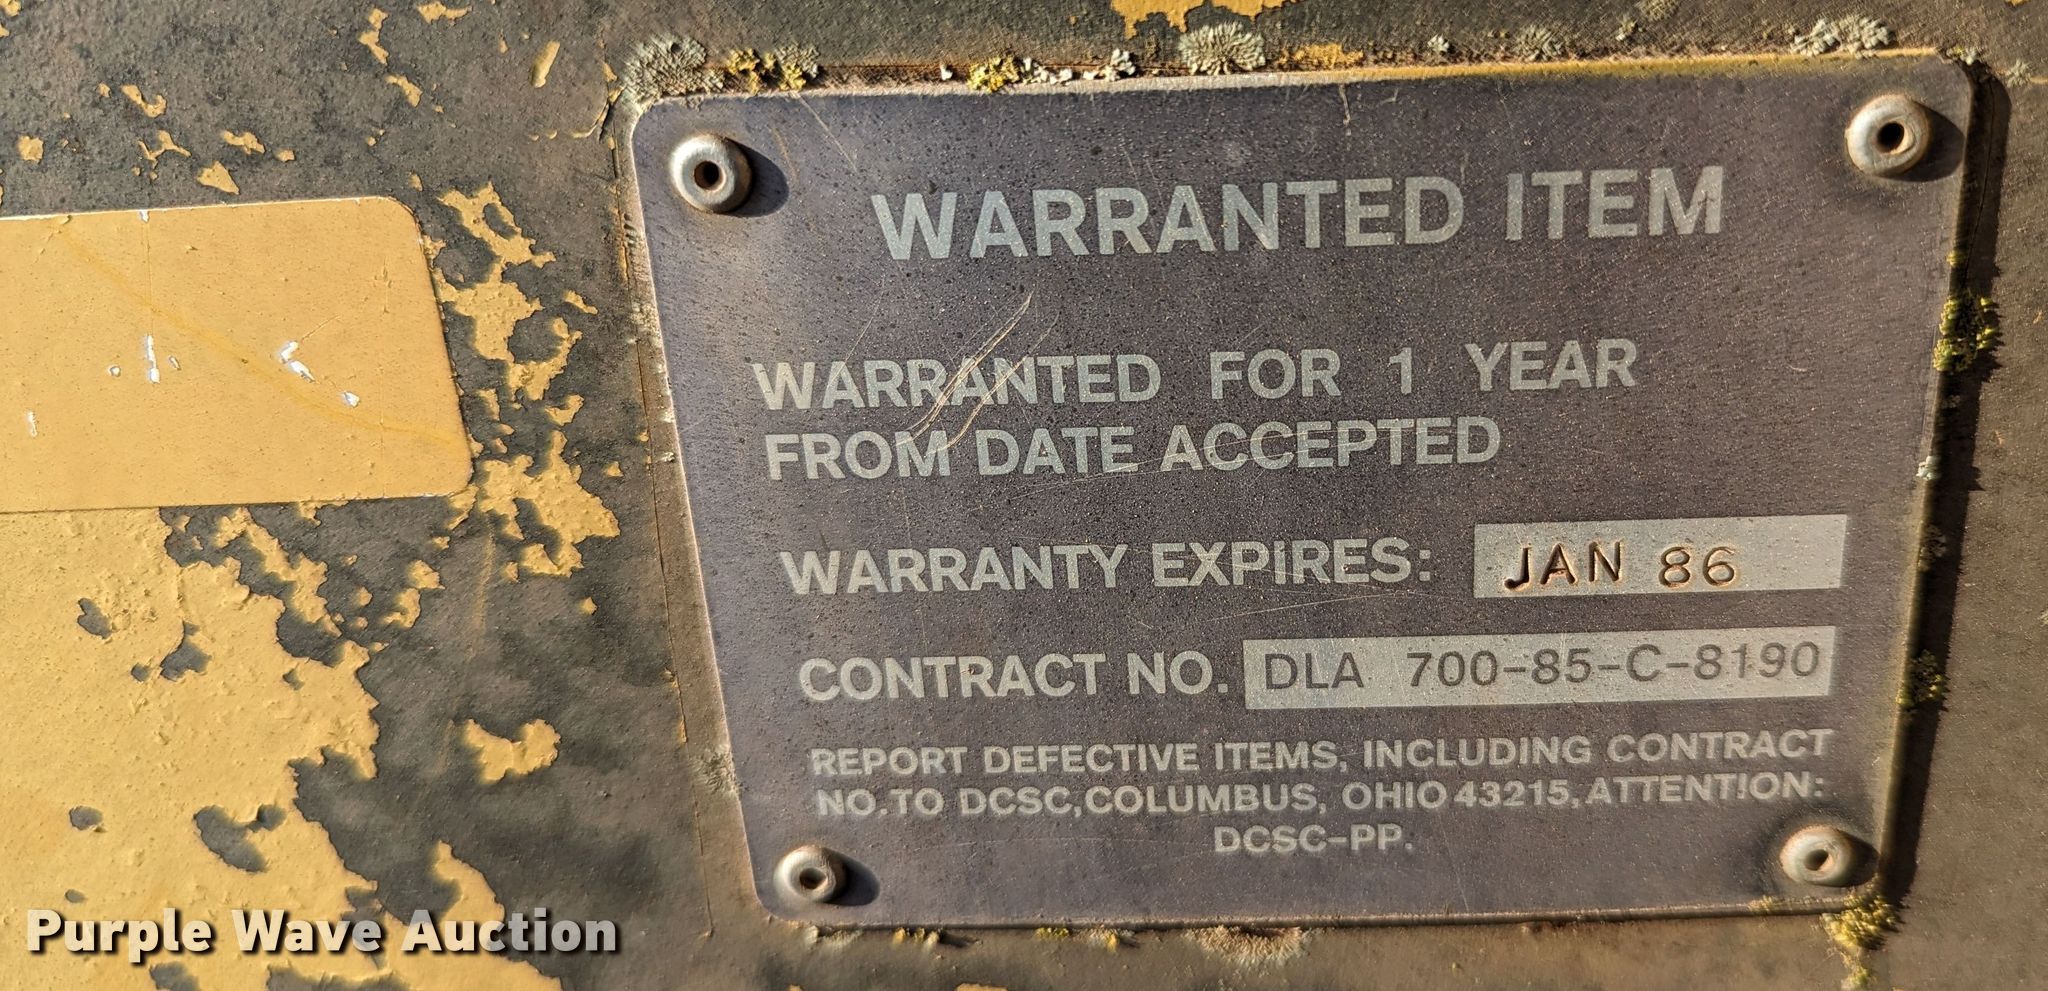 WARRANTED ITEM
WARRANTED FOR 1 YEAR
FROM DATE ACCEPTED
WARRANTY EXPIRES: JAN 86
CONTRACT NO. DLA 700-85-C-8190
REPORT DEFECTIVE ITEMS, INCLUDING CONTRACT
NO. TO DCSC, COLUMBUS, OHIO 43215, ATTENTION:
DCSC-PP.
Purple Wave Auction